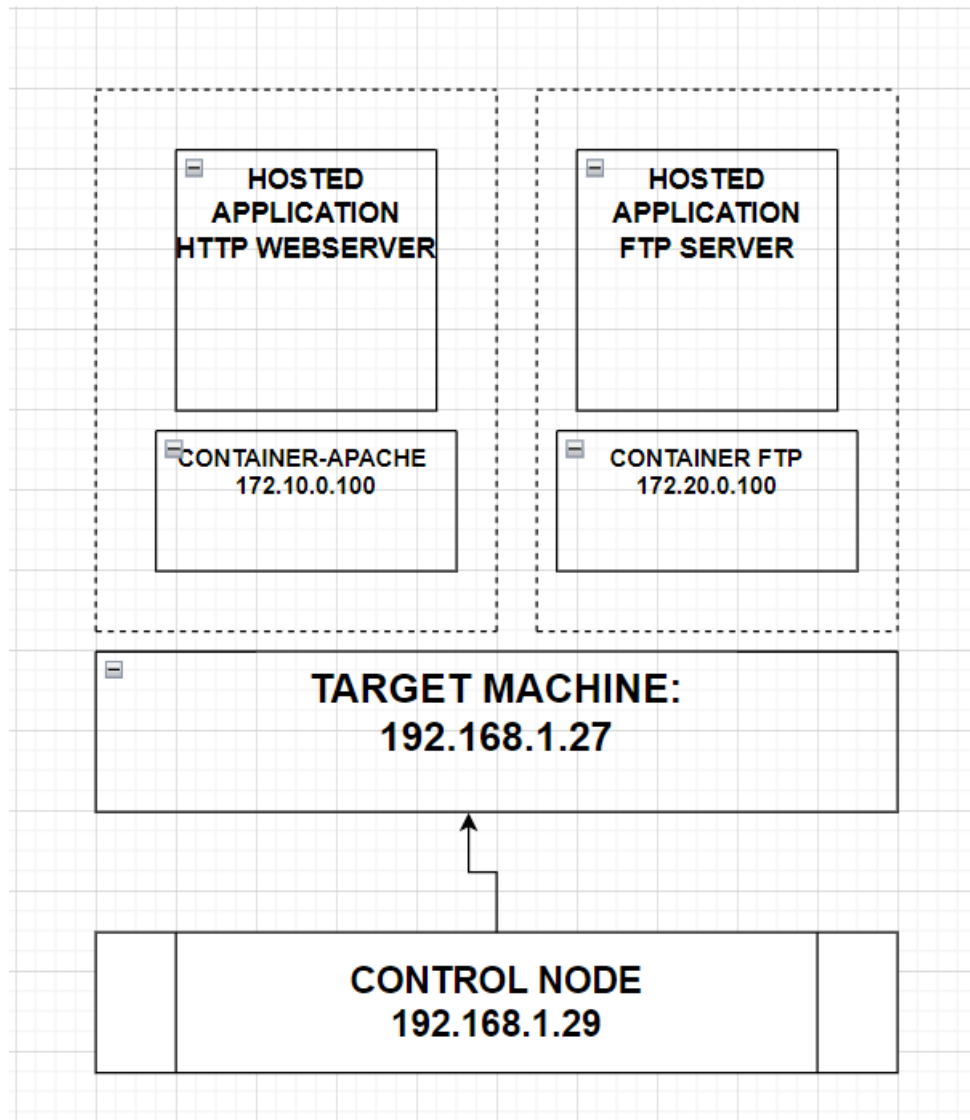 HOSTED
APPLICATION
HTTP WEBSERVER
CONTAINER-APACHE
172.10.0.100
HOSTED
APPLICATION
FTP SERVER
CONTAINER FTP
172.20.0.100
TARGET MACHINE:
192.168.1.27
CONTROL NODE
192.168.1.29